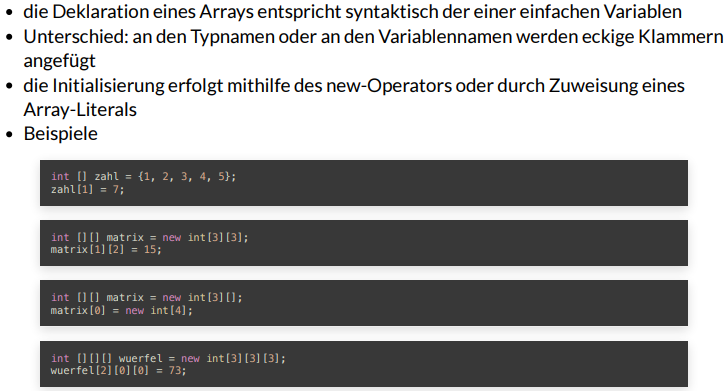 • die Deklaration eines Arrays entspricht syntaktisch der einer einfachen Variablen
• Unterschied: an den Typnamen oder an den Variablennamen werden eckige Klammern
angefügt
• die Initialisierung erfolgt mithilfe des new-Operators oder durch Zuweisung eines
Array-Literals
• Beispiele
int [] zahl = {1, 2, 3, 4, 5};
zahl[1] = 7;
int [][] matrix = new int[3][3];
matrix[1][2] = 15;
int [][] matrix = new int[3][];
matrix[0] = new int[4];
int [][][] wuerfel = new int[3][3][3];
wuerfel[2][0][0] = 73;